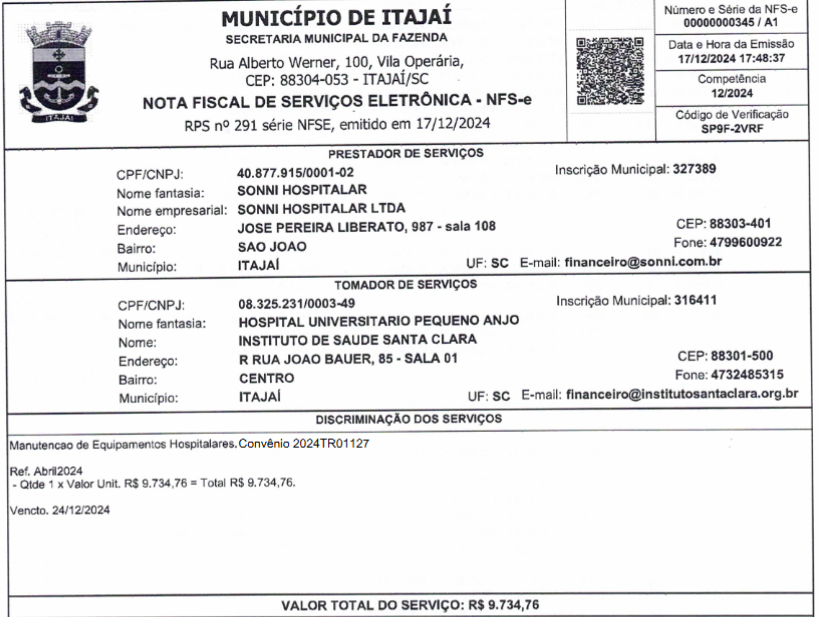 MUNICÍPIO DE ITAJAÍ
SECRETARIA MUNICIPAL DA FAZENDA
Rua Alberto Werner, 100, Vila Operária,
CEP: 88304-053 - ITAJAÍ/SC
NOTA FISCAL DE SERVIÇOS ELETRÔNICA - NFS-e
RPS nº 291 série NFSE, emitido em 17/12/2024
ITAJAÍ
Número e Série da NFS-e
00000000345 / A1
Data e Hora da Emissão
17/12/2024 17:48:37
Competência
12/2024
Código de Verificação
SP9F-2VRF
PRESTADOR DE SERVIÇOS
CPF/CNPJ: 40.877.915/0001-02 Inscrição Municipal: 327389
Nome fantasia: SONNI HOSPITALAR
Nome empresarial: SONNI HOSPITALAR LTDA
Endereço: JOSE PEREIRA LIBERATO, 987 - sala 108 CEP: 88303-401
Bairro: SAO JOAO Fone: 4799600922
Município: ITAJAÍ UF: SC E-mail: financeiro@sonni.com.br
TOMADOR DE SERVIÇOS
CPF/CNPJ: 08.325.231/0003-49 Inscrição Municipal: 316411
Nome fantasia: HOSPITAL UNIVERSITARIO PEQUENO ANJO
Nome: INSTITUTO DE SAUDE SANTA CLARA
Endereço: R RUA JOAO BAUER, 85 - SALA 01 CEP: 88301-500
Bairro: CENTRO Fone: 4732485315
Município: ITAJAÍ UF: SC E-mail: financeiro@institutosantaclara.org.br
DISCRIMINAÇÃO DOS SERVIÇOS
Manutencao de Equipamentos Hospitalares. Convênio 2024TR01127
Ref. Abril2024
- Qtde 1 x Valor Unit. R$ 9.734,76 = Total R$ 9.734,76.
Vencto. 24/12/2024
VALOR TOTAL DO SERVIÇO: R$ 9.734,76